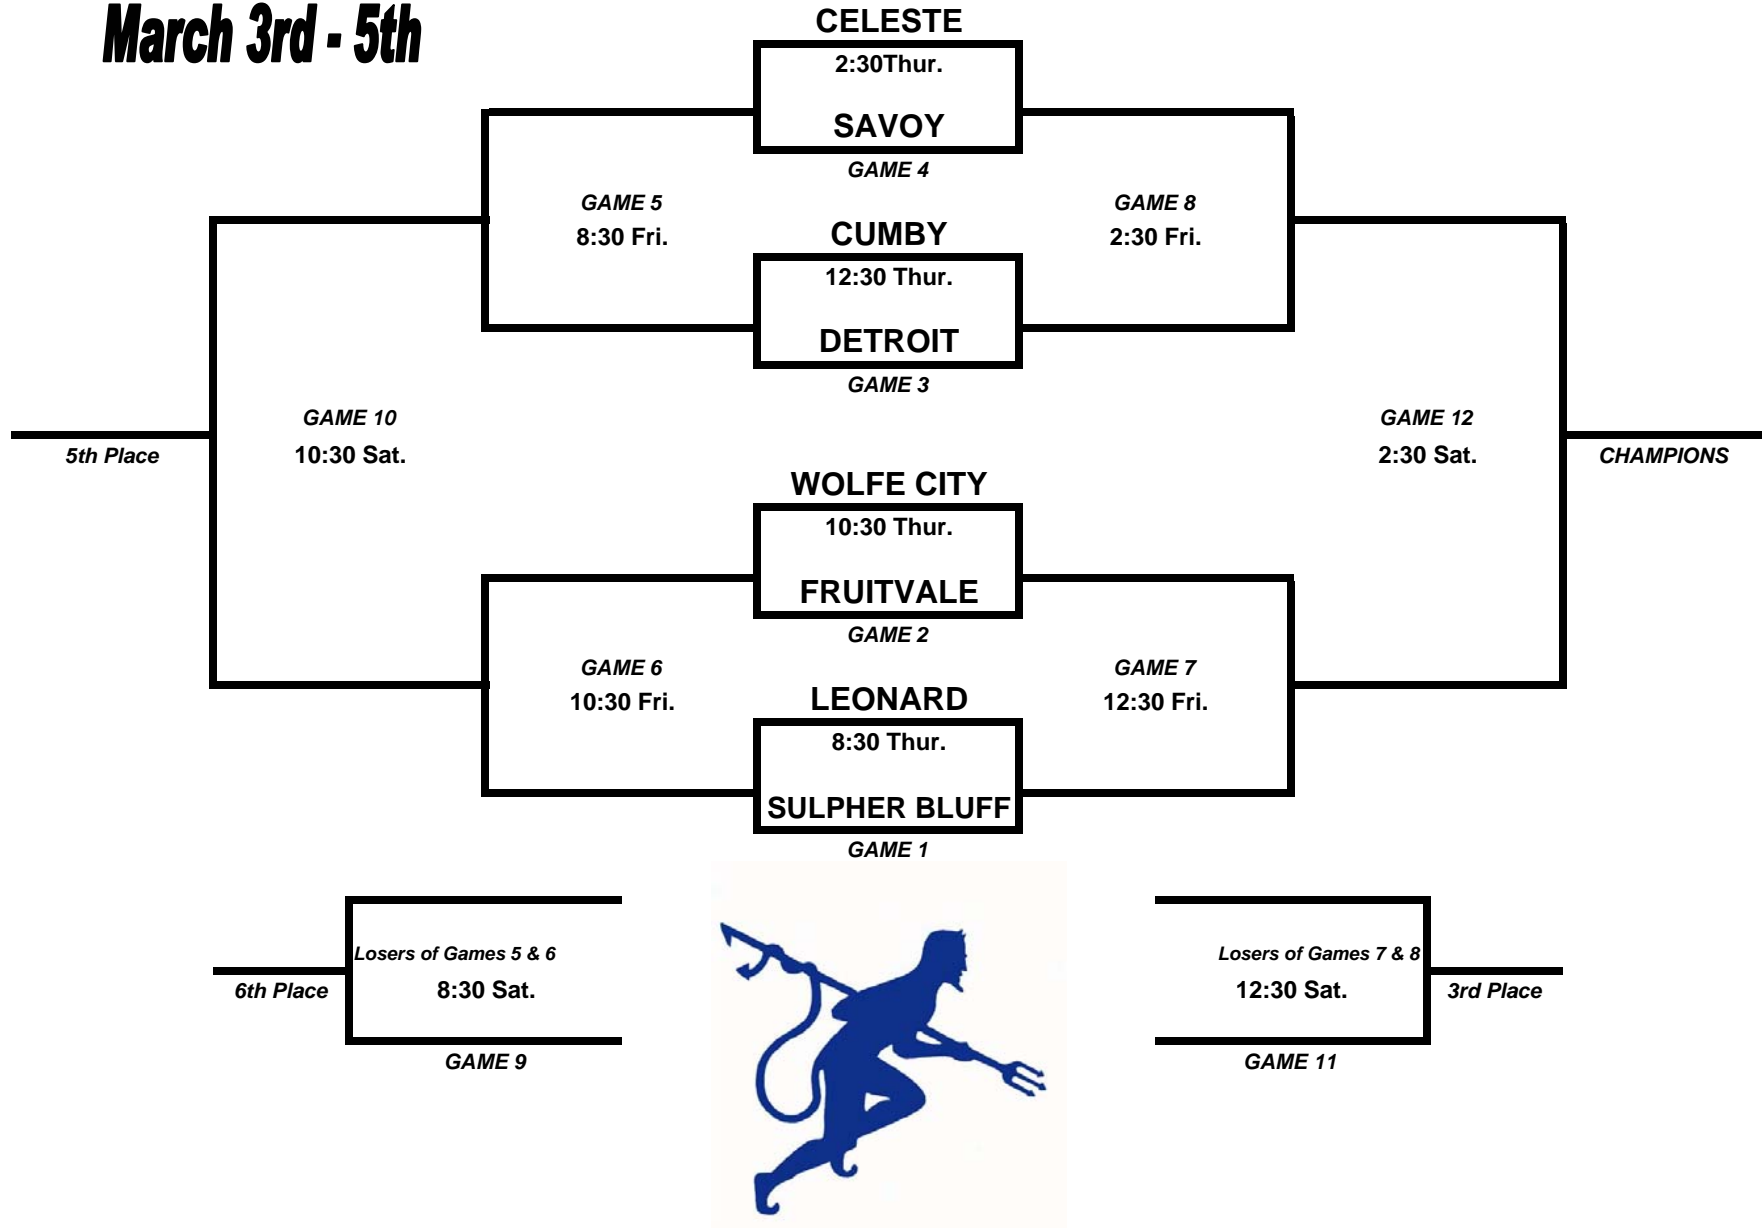 March 3rd - 5th
CELESTE
2:30Thur.
SAVOY
GAME 4
GAME 5
8:30 Fri.
GAME 8
2:30 Fri.
CUMBY
12:30 Thur.
DETROIT
GAME 3
GAME 10
10:30 Sat.
5th Place
GAME 12
2:30 Sat.
CHAMPIONS
WOLFE CITY
10:30 Thur.
FRUITVALE
GAME 2
GAME 6
10:30 Fri.
GAME 7
12:30 Fri.
LEONARD
8:30 Thur.
SULPHER BLUFF
GAME 1
Losers of Games 5 & 6
8:30 Sat.
6th Place
GAME 9
Losers of Games 7 & 8
12:30 Sat.
3rd Place
GAME 11